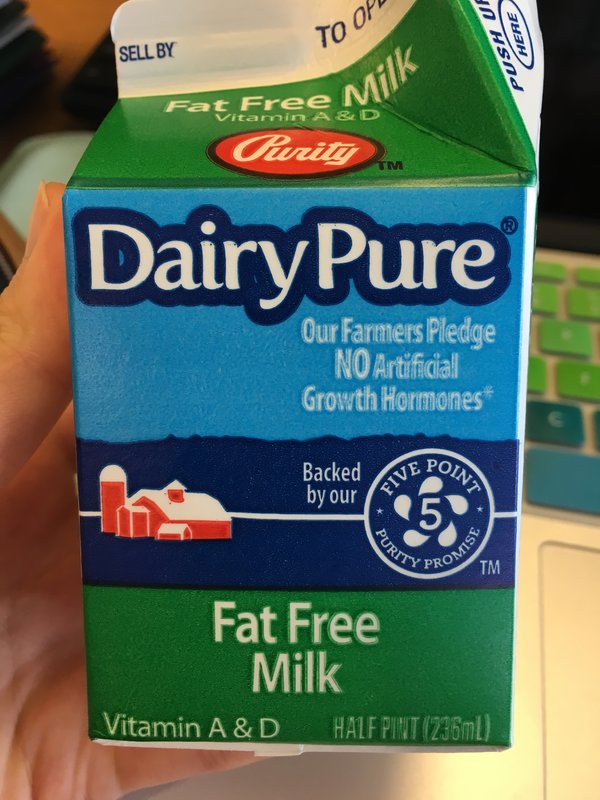 SELL BY
TO OPE
PUSH UP
HERE
Fat Free Milk
Vitamin A & D
Purity TM
DairyPure®
Our Farmers Pledge
NO Artificial
Growth Hormones*
Backed
by our
FIVE POINT
5
PURITY PROMISE
TM
Fat Free
Milk
Vitamin A & D HALF PINT (236mL)